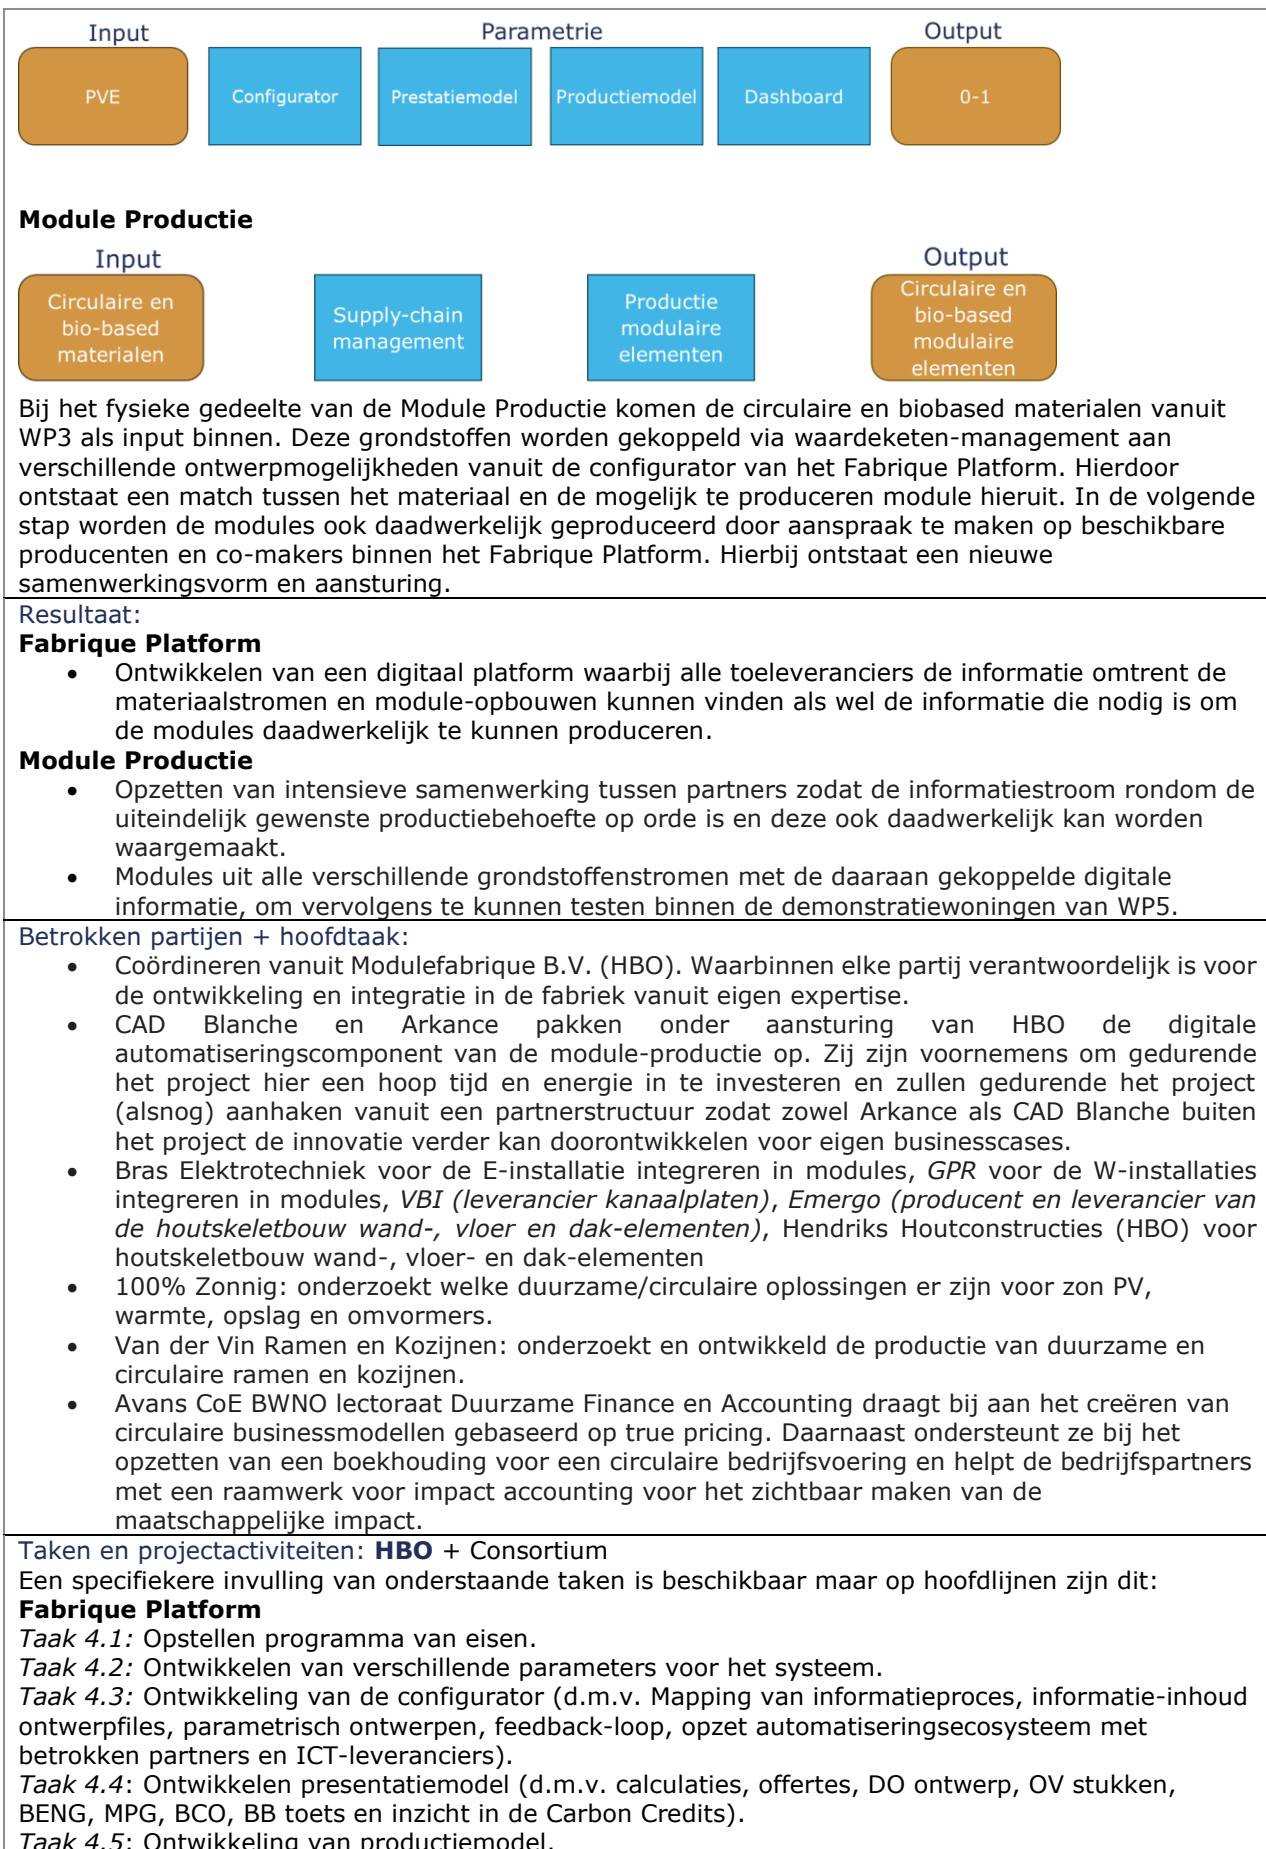 Input Parametrie Output
PVE Configurator Prestatiemodel Productiemodel Dashboard 0-1
Module Productie
Input Output
Circulaire en
bio-based
materialen
Supply-chain
management
Productie
modulaire
elementen
Circulaire en
bio-based
modulaire
elementen
Bij het fysieke gedeelte van de Module Productie komen de circulaire en biobased materialen vanuit
WP3 als input binnen. Deze grondstoffen worden gekoppeld via waardeketen-management aan
verschillende ontwerpmogelijkheden vanuit de configurator van het Fabrique Platform. Hierdoor
ontstaat een match tussen het materiaal en de mogelijk te produceren module hieruit. In de volgende
stap worden de modules ook daadwerkelijk geproduceerd door aanspraak te maken op beschikbare
producenten en co-makers binnen het Fabrique Platform. Hierbij ontstaat een nieuwe
samenwerkingsvorm en aansturing.
Resultaat:
Fabrique Platform
• Ontwikkelen van een digitaal platform waarbij alle toeleveranciers de informatie omtrent de
materiaalstromen en module-opbouwen kunnen vinden als wel de informatie die nodig is om
de modules daadwerkelijk te kunnen produceren.
Module Productie
• Opzetten van intensieve samenwerking tussen partners zodat de informatiestroom rondom de
uiteindelijk gewenste productiebehoefte op orde is en deze ook daadwerkelijk kan worden
waargemaakt.
• Modules uit alle verschillende grondstoffenstromen met de daaraan gekoppelde digitale
informatie, om vervolgens te kunnen testen binnen de demonstratiewoningen van WP5.
Betrokken partijen + hoofdtaak:
• Coördineren vanuit Modulefabrique B.V. (HBO). Waarbinnen elke partij verantwoordelijk is voor
de ontwikkeling en integratie in de fabriek vanuit eigen expertise.
• CAD Blanche en Arkance pakken onder aansturing van HBO de digitale
automatiseringscomponent van de module-productie op. Zij zijn voornemens om gedurende
het project hier een hoop tijd en energie in te investeren en zullen gedurende het project
(alsnog) aanhaken vanuit een partnerstructuur zodat zowel Arkance als CAD Blanche buiten
het project de innovatie verder kan doorontwikkelen voor eigen businesscases.
• Bras Elektrotechniek voor de E-installatie integreren in modules, GPR voor de W-installaties
integreren in modules, VBI (leverancier kanaalplaten), Emergo (producent en leverancier van
de houtskeletbouw wand-, vloer en dak-elementen), Hendriks Houtconstructies (HBO) voor
houtskeletbouw wand-, vloer- en dak-elementen
• 100% Zonnig: onderzoekt welke duurzame/circulaire oplossingen er zijn voor zon PV,
warmte, opslag en omvormers.
• Van der Vin Ramen en Kozijnen: onderzoekt en ontwikkeld de productie van duurzame en
circulaire ramen en kozijnen.
• Avans CoE BWNO lectoraat Duurzame Finance en Accounting draagt bij aan het creëren van
circulaire businessmodellen gebaseerd op true pricing. Daarnaast ondersteunt ze bij het
opzetten van een boekhouding voor een circulaire bedrijfsvoering en helpt de bedrijfspartners
met een raamwerk voor impact accounting voor het zichtbaar maken van de
maatschappelijke impact.
Taken en projectactiviteiten: HBO + Consortium
Een specifiekere invulling van onderstaande taken is beschikbaar maar op hoofdlijnen zijn dit:
Fabrique Platform
Taak 4.1: Opstellen programma van eisen.
Taak 4.2: Ontwikkelen van verschillende parameters voor het systeem.
Taak 4.3: Ontwikkeling van de configurator (d.m.v. Mapping van informatieproces, informatie-inhoud
ontwerpfiles, parametrisch ontwerpen, feedback-loop, opzet automatiseringsecosysteem met
betrokken partners en ICT-leveranciers).
Taak 4.4: Ontwikkelen presentatiemodel (d.m.v. calculaties, offertes, DO ontwerp, OV stukken,
BENG, MPG, BCO, BB toets en inzicht in de Carbon Credits).
Taak 4.5: Ontwikkeling van productiemodel.